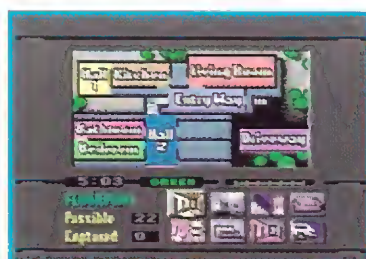 Hall Kitchen Living Room
1
Entry Way
Bathroom Hall Driveway
Bedroom 2
5:03 GREEN
Possible 22
Captured 0